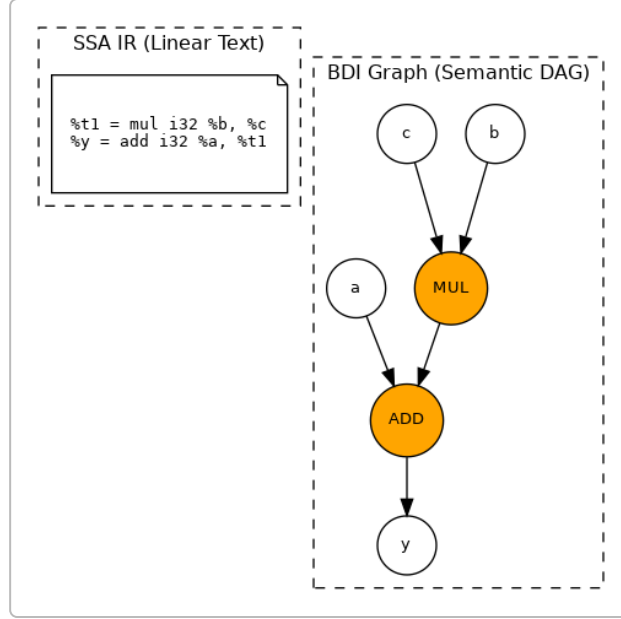 SSA IR (Linear Text)
%t1 = mul i32 %b, %c
%y = add i32 %a, %t1
BDI Graph (Semantic DAG)
c
b
a
MUL
ADD
y